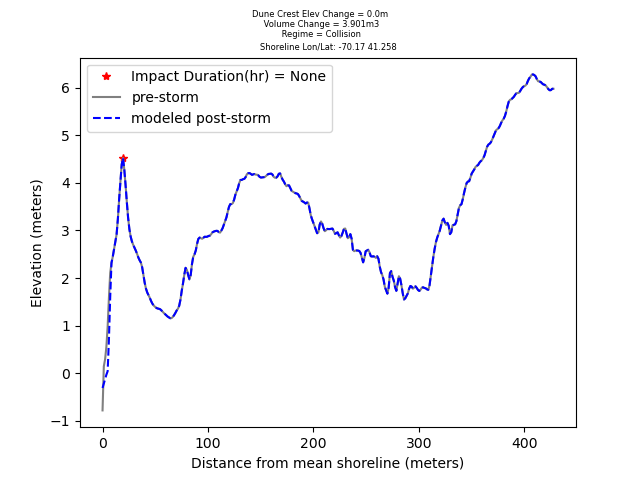 Dune Crest Elev Change = 0.0m
Volume Change = 3.901m3
Regime = Collision
Shoreline Lon/Lat: -70.17 41.258
Impact Duration(hr) = None
pre-storm
modeled post-storm
Elevation (meters)
6
5
4
3
2
1
0
−1
0 100 200 300 400
Distance from mean shoreline (meters)